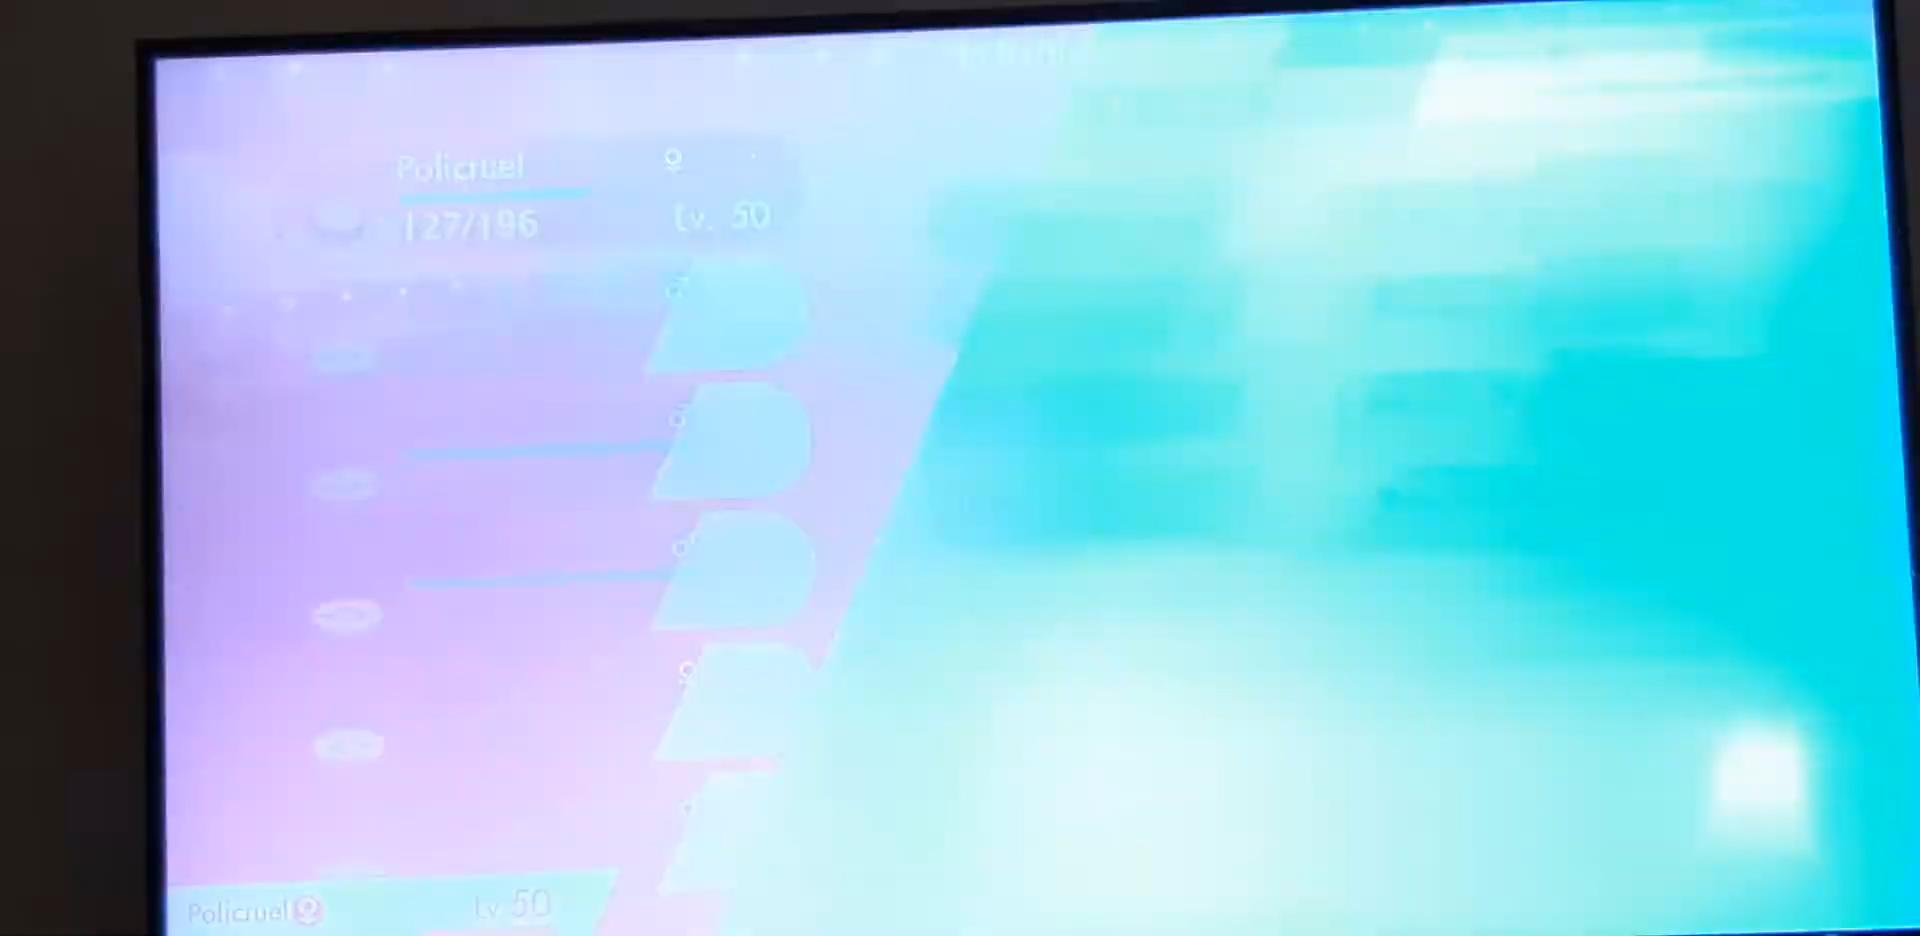 Policruel ♀
127/196 Lv. 50
♂
♂
♂
♀
Policruel♀ Lv. 50